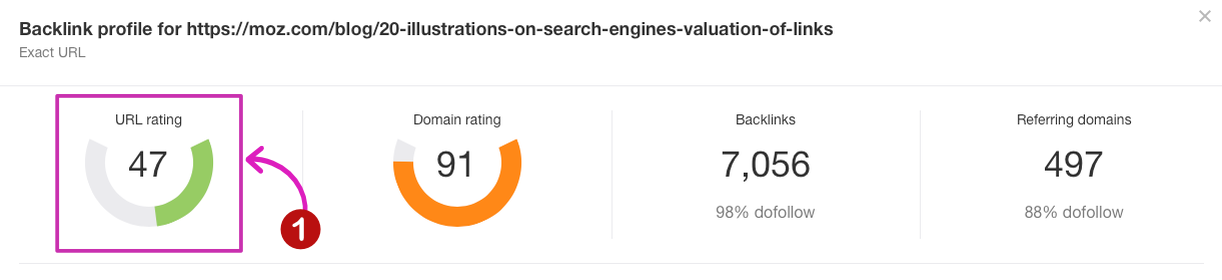 Backlink profile for https://moz.com/blog/20-illustrations-on-search-engines-valuation-of-links
Exact URL
URL rating
47
Domain rating
91
Backlinks
7,056
98% dofollow
Referring domains
497
88% dofollow
1